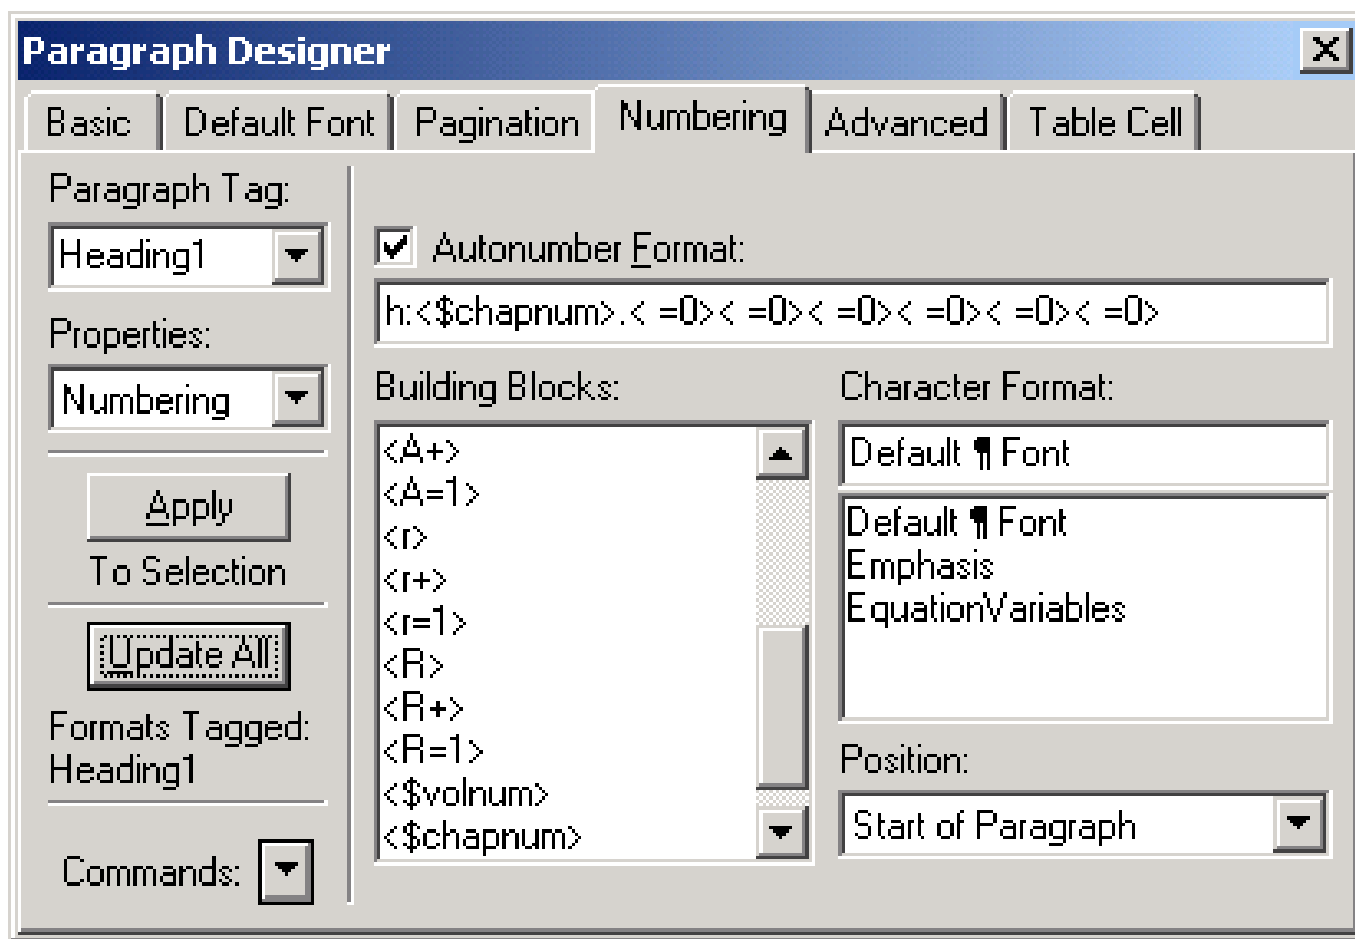 Paragraph Designer
Basic Default Font Pagination Numbering Advanced Table Cell
Paragraph Tag:
Heading1
Properties:
Numbering
Apply
To Selection
Update All
Formats Tagged:
Heading1
Commands:
Autonumber Format:
h:<$chapnum>.< =0>< =0>< =0>< =0>< =0>< =0>
Building Blocks:
<A+>
<A=1>
<r>
<r+>
<r=1>
<R>
<R+>
<R=1>
<$volnum>
<$chapnum>
Character Format:
Default ¶ Font
Default ¶ Font
Emphasis
EquationVariables
Position:
Start of Paragraph